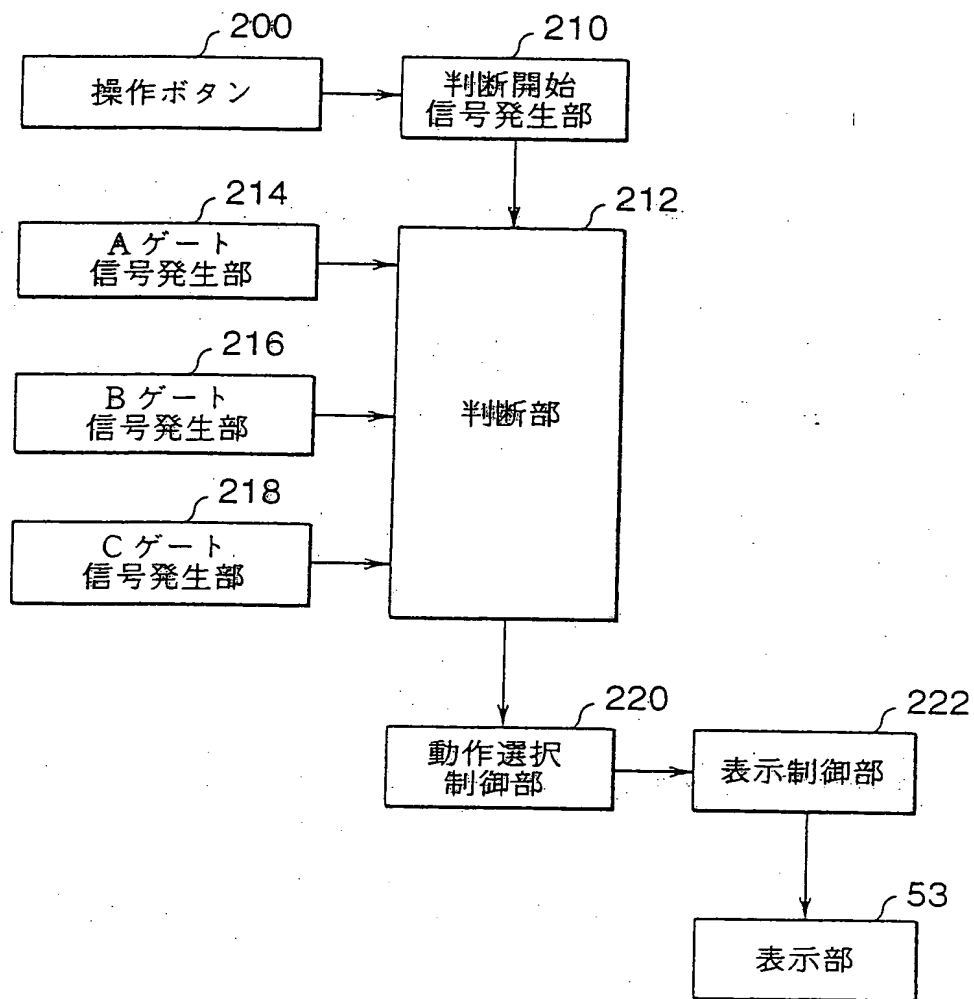 200
操作ボタン
210
判断開始
信号発生部
214
Aゲート
信号発生部
212
判断部
216
Bゲート
信号発生部
218
Cゲート
信号発生部
220
動作選択
制御部
222
表示制御部
53
表示部